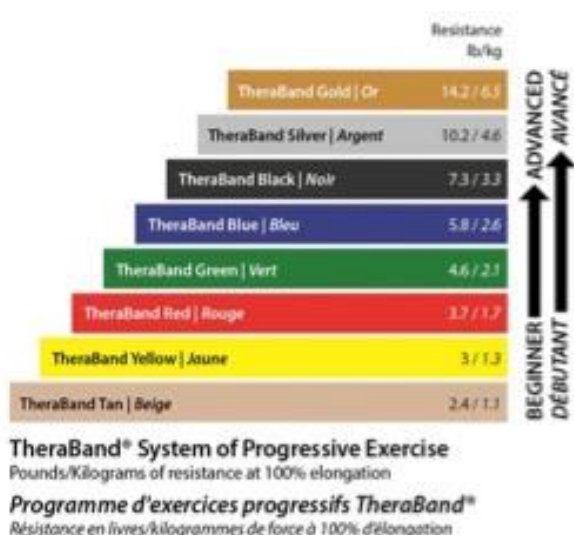 Resistance
lb/kg
TheraBand Gold | Or 14.2 / 6.5
TheraBand Silver | Argent 10.2 / 4.6
TheraBand Black | Noir 7.3 / 3.3
TheraBand Blue | Bleu 5.8 / 2.6
TheraBand Green | Vert 4.6 / 2.1
TheraBand Red | Rouge 3.7 / 1.7
TheraBand Yellow | Jaune 3 / 1.3
TheraBand Tan | Beige 2.4 / 1.1
BEGINNER ADVANCED
DÉBUTANT AVANCÉ
TheraBand® System of Progressive Exercise
Pounds/Kilograms of resistance at 100% elongation
Programme d'exercices progressifs TheraBand®
Résistance en livres/kilogrammes de force à 100% d'élongation